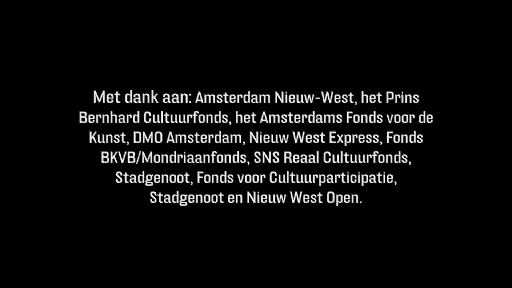 Met dank aan: Amsterdam Nieuw-West, het Prins
Bernhard Cultuurfonds, het Amsterdams Fonds voor de
Kunst, DMO Amsterdam, Nieuw West Express, Fonds
BKVB/Mondriaanfonds, SNS Reaal Cultuurfonds,
Stadgenoot, Fonds voor Cultuurparticipatie,
Stadgenoot en Nieuw West Open.